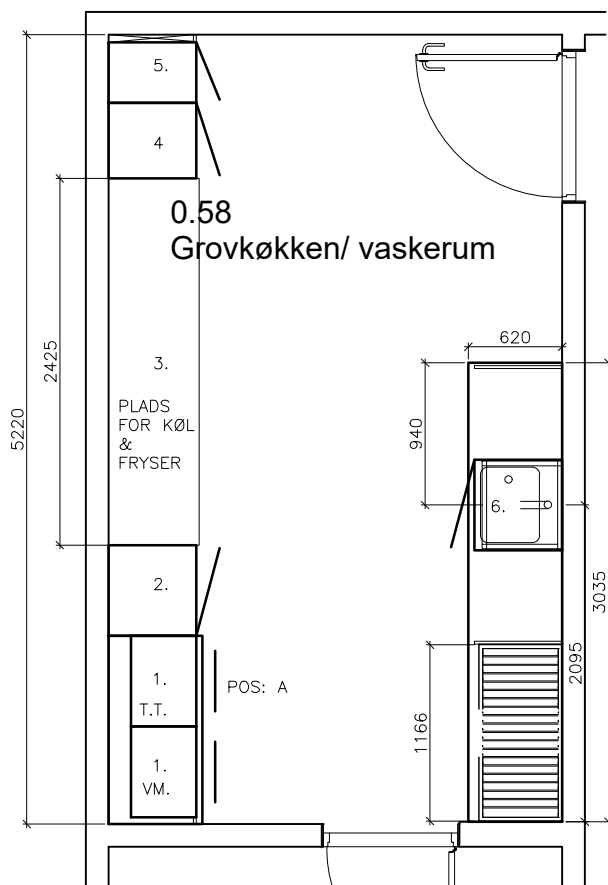 5.
4
0.58
Grovkøkken/ vaskerum
620
3.
2425
5220
940
PLADS
FOR KØL
&
FRYSER
6.
2.
3035
2095
1.
T.T.
POS: A
1166
1.
VM.